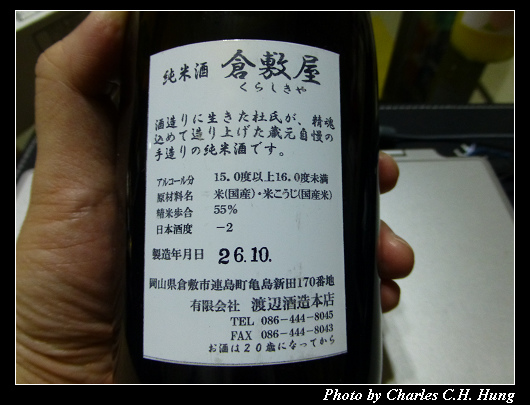 純米酒 倉敷屋
くらしきや
酒造りに生きた杜氏が、精魂
込めて造り上げた蔵元自慢の
手造りの純米酒です。
アルコール分 15.0度以上16.0度未満
原材料名 米(国産)・米こうじ(国産米)
精米歩合 55%
日本酒度 −2
製造年月日 26.10.
岡山県倉敷市連島町亀島新田170番地
有限会社 渡辺酒造本店
TEL 086-444-8045
FAX 086-444-8043
お酒は20歳になってから
Photo by Charles C.H. Hung